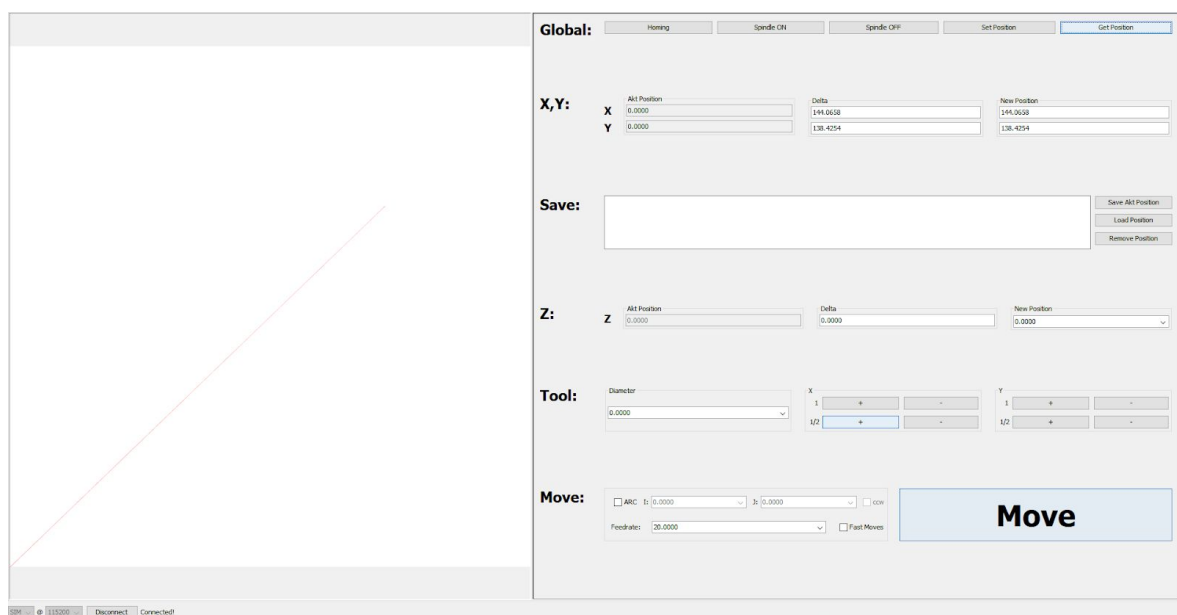 Global: Homing Spindle ON Spindle OFF Set Position Get Position
X,Y: Akt Position Delta New Position
X 0.0000 144.0658 144.0658
Y 0.0000 138.4254 138.4254
Save: Save Akt Position
Load Position
Remove Position
Z: Akt Position Delta New Position
Z 0.0000 0.0000 0.0000
Tool: Diameter X Y
1 + - 1 + -
0.0000
1/2 + - 1/2 + -
Move: ARC I: 0.0000 J: 0.0000 ccw
Move
Feedrate: 20.0000 Fast Moves
SIM @ 115200 Disconnect Connected!